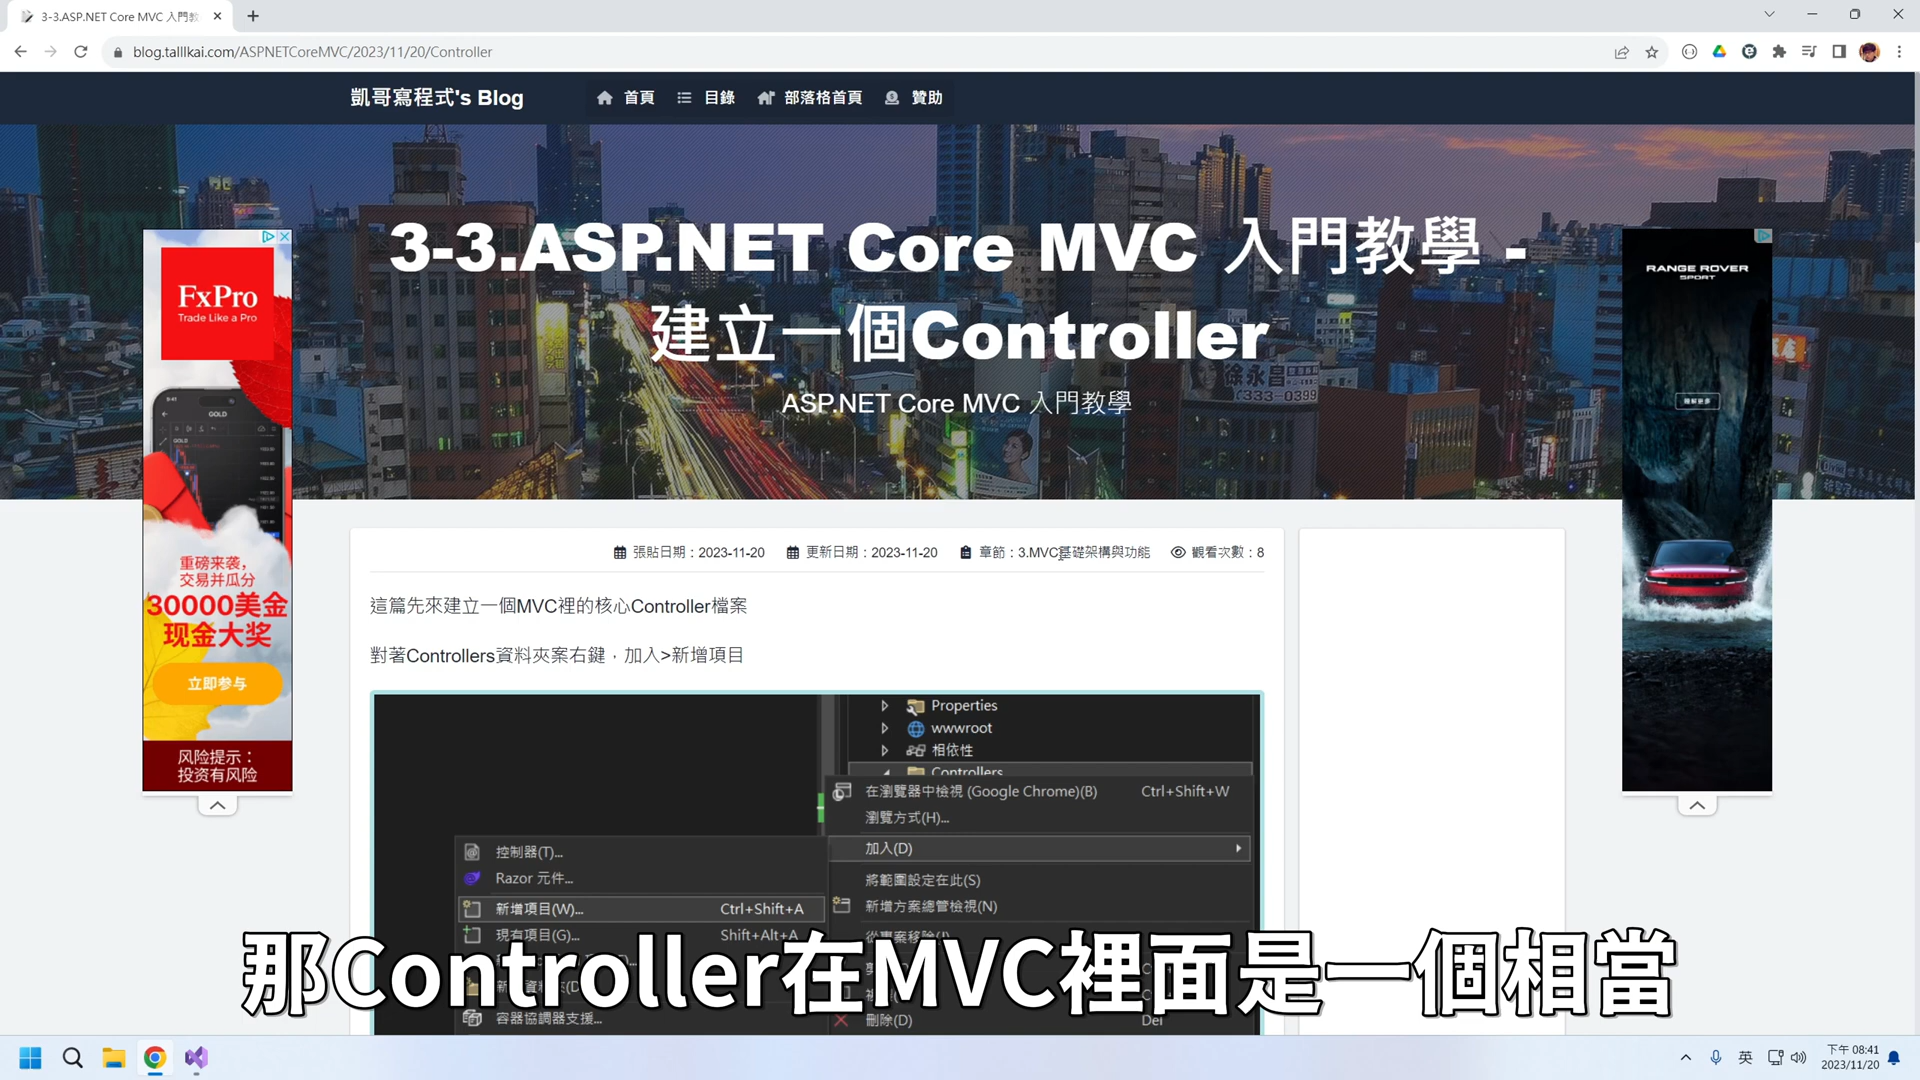 3-3.ASP.NET Core MVC 入門教
blog.talllkai.com/ASPNETCoreMVC/2023/11/20/Controller
凱哥寫程式's Blog
首頁
目錄
部落格首頁
贊助
3-3.ASP.NET Core MVC 入門教學 -
建立一個Controller
ASP.NET Core MVC 入門教學
徐永昌
333-0399
FxPro
Trade Like a Pro
9:41
GOLD
GOLD
重磅来袭，
交易并瓜分
30000美金
现金大奖
立即参与
风险提示：
投资有风险
RANGE ROVER
SPORT
瞭解更多
張貼日期：2023-11-20
更新日期：2023-11-20
章節：3.MVC基礎架構與功能
觀看次數：8
這篇先來建立一個MVC裡的核心Controller檔案
對著Controllers資料夾案右鍵，加入>新增項目
Properties
wwwroot
相依性
Controllers
在瀏覽器中檢視 (Google Chrome)(B) Ctrl+Shift+W
瀏覽方式(H)...
加入(D)
將範圍設定在此(S)
新增方案總管檢視(N)
刪除(D) Del
控制器(T)...
Razor 元件...
新增項目(W)... Ctrl+Shift+A
現有項目(G)... Shift+Alt+A
容器協調器支援...
那Controller在MVC裡面是一個相當
英
下午 08:41
2023/11/20